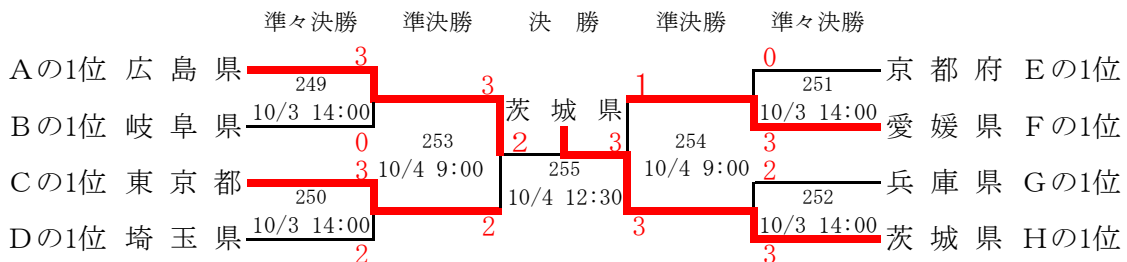 準々決勝 準決勝 決勝 準決勝 準々決勝
3 0
Aの1位 広島県 京都府 Eの1位
249 3 1 251
10/3 14:00 茨城県 10/3 14:00
Bの1位 岐阜県 愛媛県 Fの1位
0 253 2 3 254 3
3 10/4 9:00 255 10/4 9:00 2
Cの1位 東京都 兵庫県 Gの1位
250 10/4 12:30 252
10/3 14:00 2 3 10/3 14:00
Dの1位 埼玉県 茨城県 Hの1位
2 3